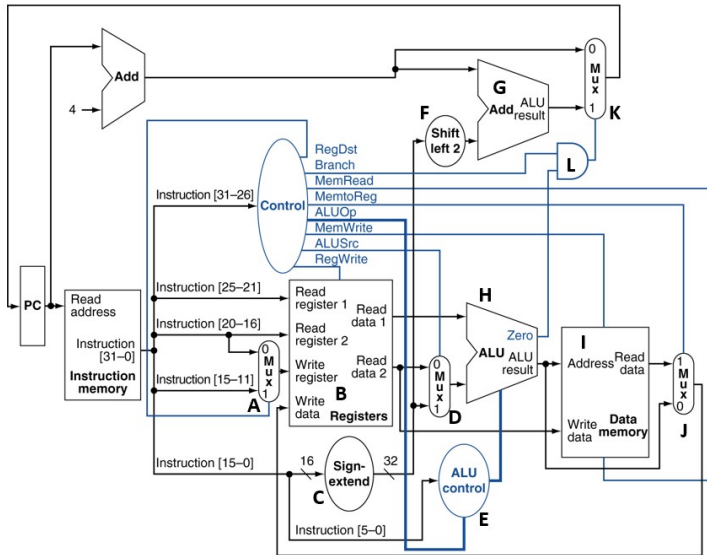 0
M
u
x
1
K
Add
4
G
Add
ALU
result
F
Shift
left 2
L
RegDst
Branch
MemRead
MemtoReg
ALUOp
MemWrite
ALUSrc
RegWrite
Control
Instruction [31–26]
Instruction [25–21]
Instruction [20–16]
Instruction [15–11]
Instruction [15–0]
Instruction [5–0]
PC
Read
address
Instruction
[31–0]
Instruction
memory
0
M
u
x
1
A
Read
register 1
Read
register 2
Write
register
Write
data
Read
data 1
Read
data 2
B
Registers
0
M
u
x
1
D
H
Zero
ALU
ALU
result
I
Address
Read
data
Write
data
Data
memory
1
M
u
x
0
J
16
Sign-
extend
32
C
ALU
control
E